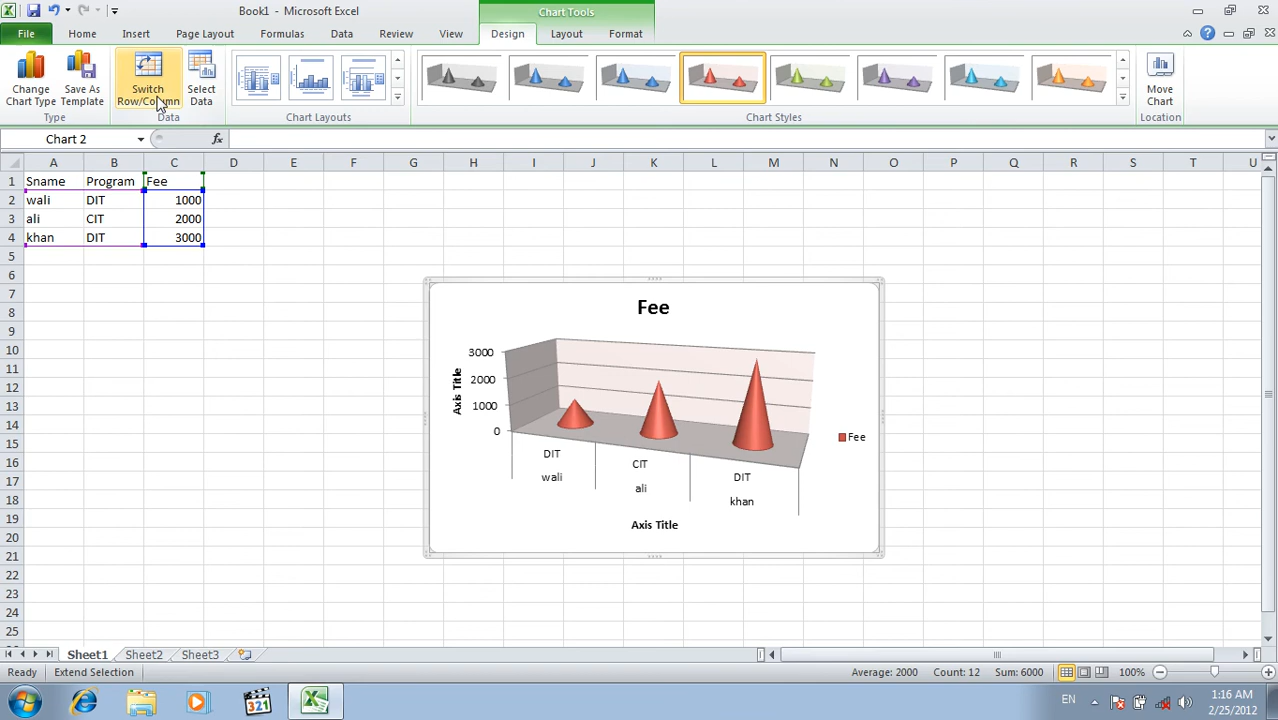 Book1 - Microsoft Excel
Chart Tools
File Home Insert Page Layout Formulas Data Review View Design Layout Format
Change Chart Type
Save As Template
Switch Row/Column
Select Data
Move Chart
Type Data Chart Layouts Chart Styles Location
Chart 2 fx
A B C D E F G H I J K L M N O P Q R S T U
1 Sname Program Fee
2 wali DIT 1000
3 ali CIT 2000
4 khan DIT 3000
5
6
7
8
9
10
11
12
13
14
15
16
17
18
19
20
21
22
23
24
25
Fee
3000
2000
1000
0
Axis Title
DIT CIT DIT
wali ali khan
Fee
Axis Title
Sheet1 Sheet2 Sheet3
Ready Extend Selection Average: 2000 Count: 12 Sum: 6000 100%
321
EN
1:16 AM
2/25/2012